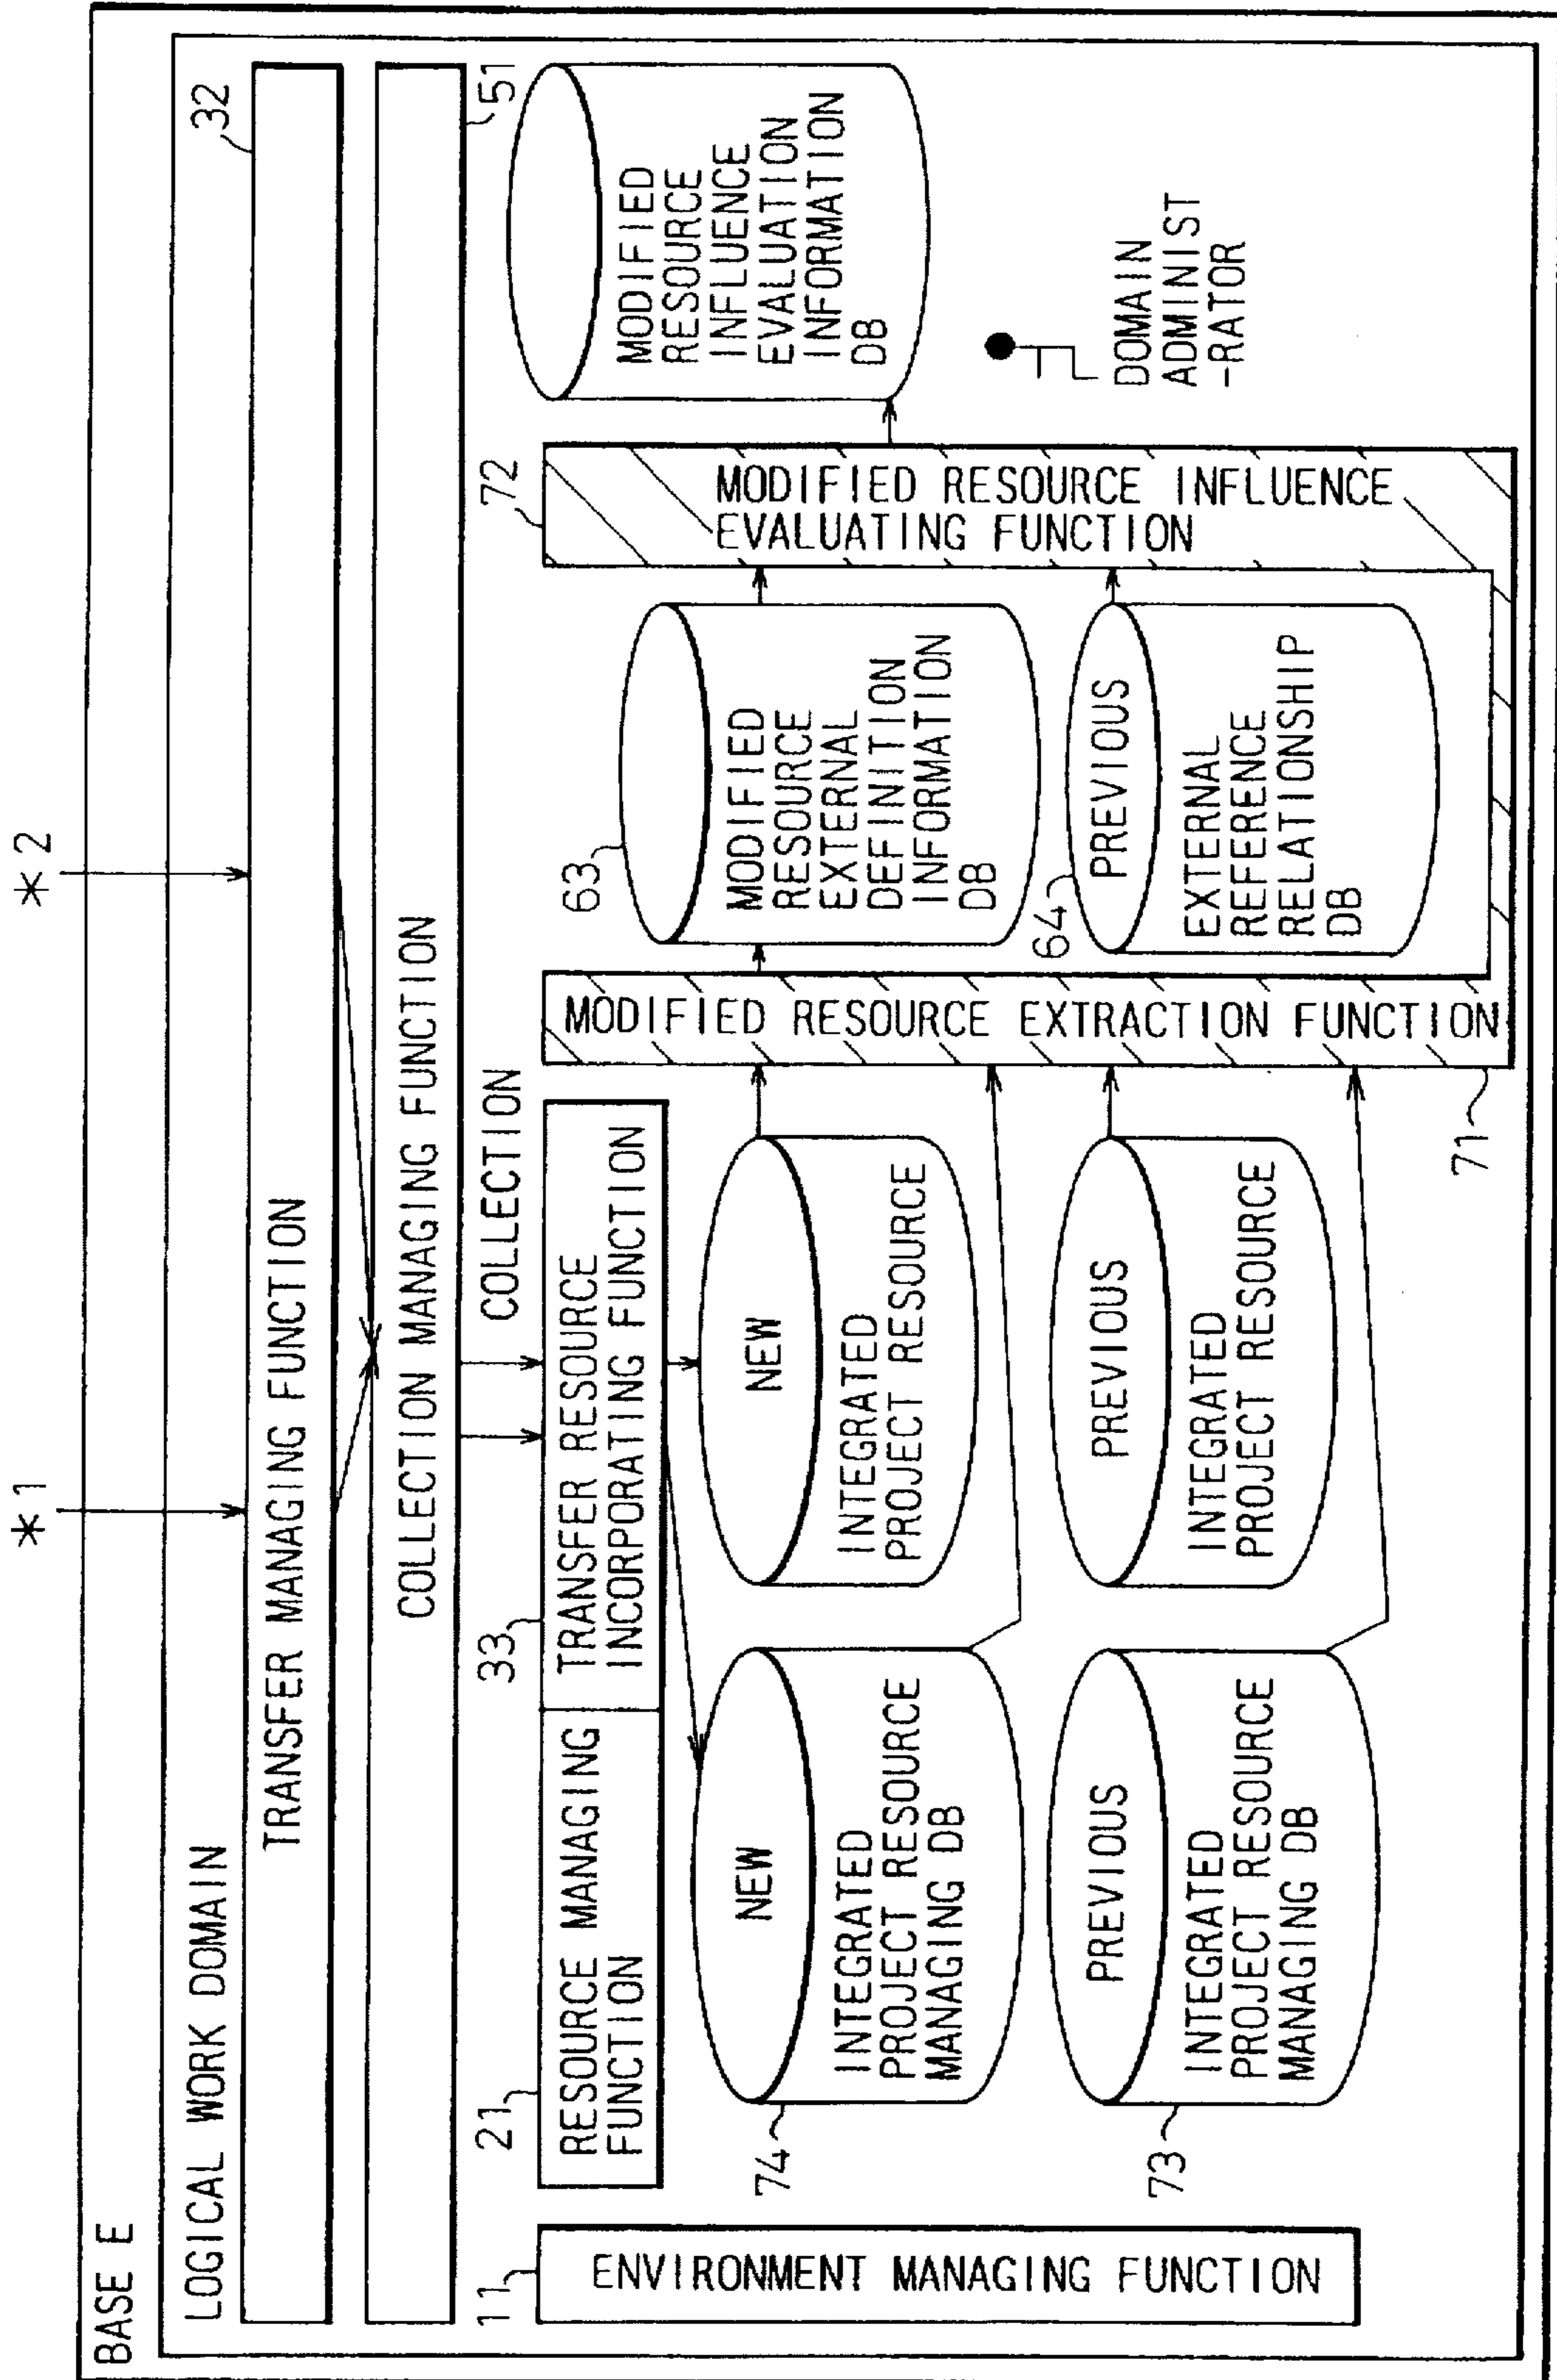 *1
*2
BASE E
LOGICAL WORK DOMAIN
32
TRANSFER MANAGING FUNCTION
COLLECTION MANAGING FUNCTION
51
COLLECTION
11
ENVIRONMENT MANAGING FUNCTION
21
RESOURCE MANAGING
FUNCTION
33
TRANSFER RESOURCE
INCORPORATING FUNCTION
74
NEW
INTEGRATED
PROJECT RESOURCE
MANAGING DB
NEW
INTEGRATED
PROJECT RESOURCE
73
PREVIOUS
INTEGRATED
PROJECT RESOURCE
MANAGING DB
PREVIOUS
INTEGRATED
PROJECT RESOURCE
MODIFIED RESOURCE EXTRACTION FUNCTION
71
63
MODIFIED
RESOURCE
EXTERNAL
DEFINITION
INFORMATION
DB
64
PREVIOUS
EXTERNAL
REFERENCE
RELATIONSHIP
DB
72
MODIFIED RESOURCE INFLUENCE
EVALUATING FUNCTION
MODIFIED
RESOURCE
INFLUENCE
EVALUATION
INFORMATION
DB
DOMAIN
ADMINIST
-RATOR